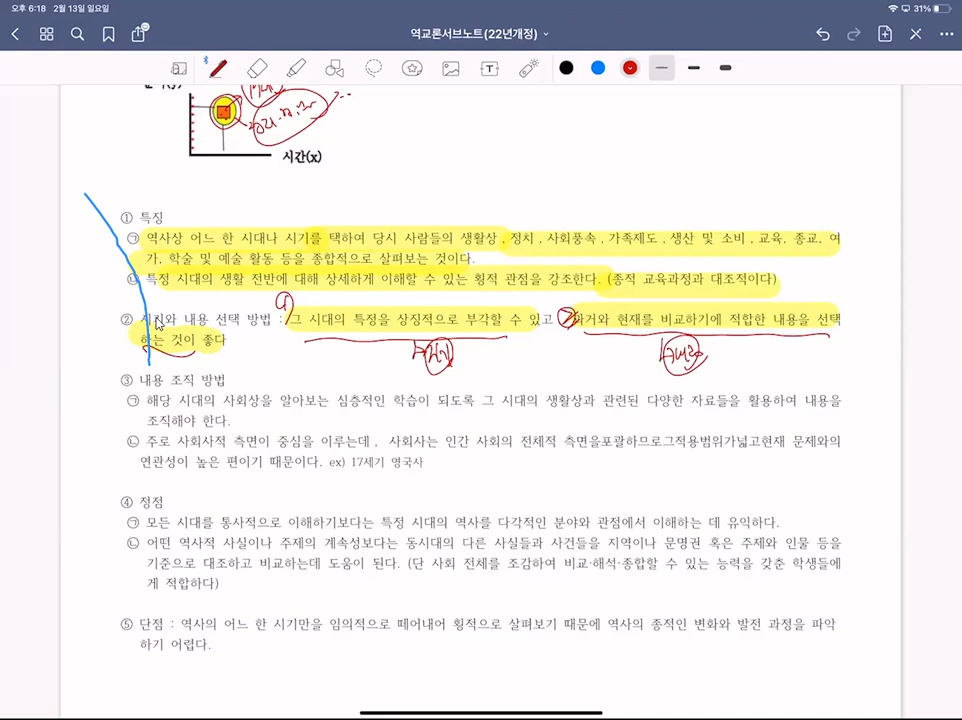 오후 6:18 2월 13일 일요일
31%
역교론서브노트(22년개정)
시간(x)
① 특징
㉠ 역사상 어느 한 시대나 시기를 택하여 당시 사람들의 생활상, 정치, 사회풍속, 가족제도, 생산 및 소비, 교육, 종교, 여
가, 학술 및 예술 활동 등을 종합적으로 살펴보는 것이다.
㉡ 특정 시대의 생활 전반에 대해 상세하게 이해할 수 있는 횡적 관점을 강조한다. (종적 교육과정과 대조적이다)
② 시기와 내용 선택 방법 : 그 시대의 특정을 상징적으로 부각할 수 있고 과거와 현재를 비교하기에 적합한 내용을 선택
하는 것이 좋다
③ 내용 조직 방법
㉠ 해당 시대의 사회상을 알아보는 심층적인 학습이 되도록 그 시대의 생활상과 관련된 다양한 자료들을 활용하여 내용을
조직해야 한다.
㉡ 주로 사회사적 측면이 중심을 이루는데, 사회사는 인간 사회의 전체적 측면을포괄하므로그적용범위가넓고현재 문제와의
연관성이 높은 편이기 때문이다. ex) 17세기 영국사
④ 정점
㉠ 모든 시대를 통사적으로 이해하기보다는 특정 시대의 역사를 다각적인 분야와 관점에서 이해하는 데 유익하다.
㉡ 어떤 역사적 사실이나 주제의 계속성보다는 동시대의 다른 사실들과 사건들을 지역이나 문명권 혹은 주제와 인물 등을
기준으로 대조하고 비교하는데 도움이 된다. (단 사회 전체를 조감하여 비교·해석·종합할 수 있는 능력을 갖춘 학생들에
게 적합하다)
⑤ 단점 : 역사의 어느 한 시기만을 임의적으로 떼어내어 횡적으로 살펴보기 때문에 역사의 종적인 변화와 발전 과정을 파악
하기 어렵다.